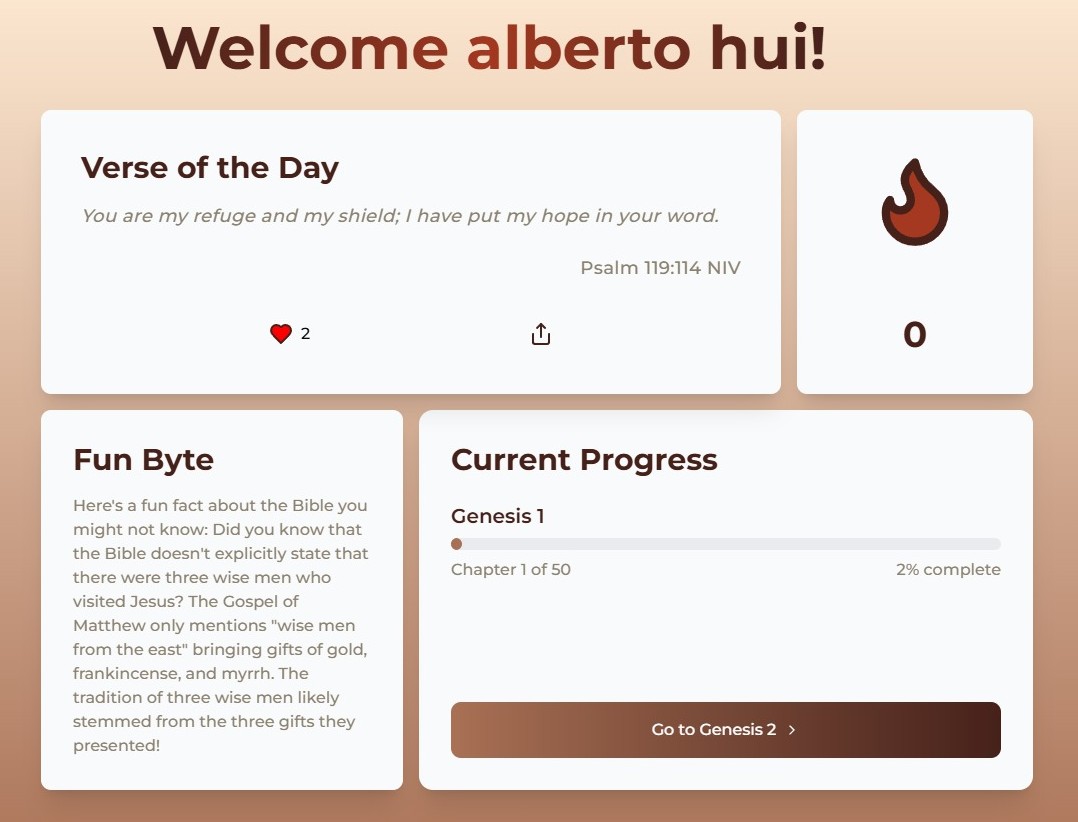 Welcome alberto hui!
Verse of the Day
You are my refuge and my shield; I have put my hope in your word.
Psalm 119:114 NIV
2
0
Fun Byte
Here's a fun fact about the Bible you
might not know: Did you know that
the Bible doesn't explicitly state that
there were three wise men who
visited Jesus? The Gospel of
Matthew only mentions "wise men
from the east" bringing gifts of gold,
frankincense, and myrrh. The
tradition of three wise men likely
stemmed from the three gifts they
presented!
Current Progress
Genesis 1
Chapter 1 of 50
2% complete
Go to Genesis 2